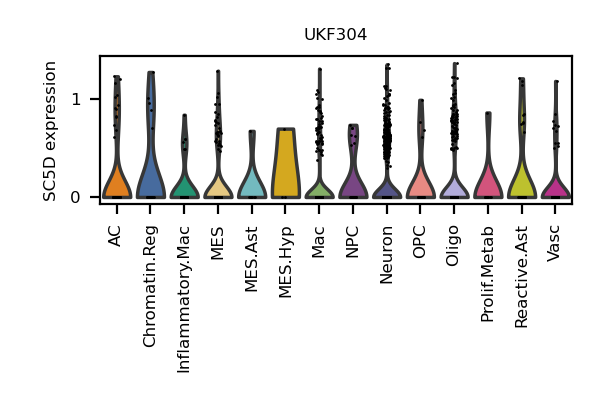 UKF304
SC5D expression
1
0
AC
Chromatin.Reg
Inflammatory.Mac
MES
MES.Ast
MES.Hyp
Mac
NPC
Neuron
OPC
Oligo
Prolif.Metab
Reactive.Ast
Vasc